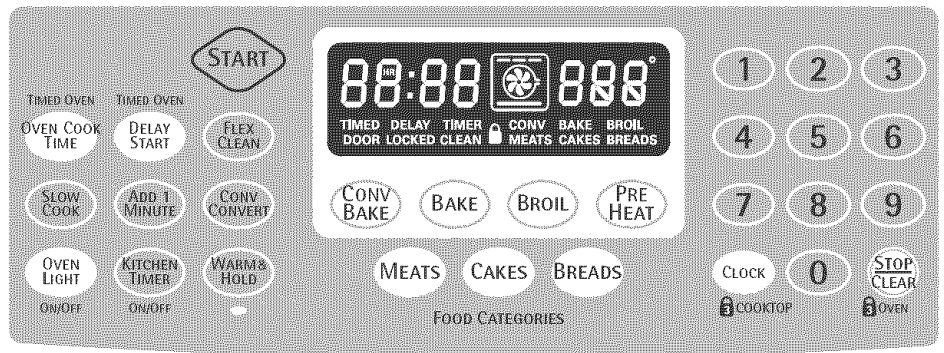 START
TIMED OVEN
TIMED OVEN
OVEN COOK
TIME
DELAY
START
FLEX
CLEAN
SLOW
COOK
ADD 1
MINUTE
CONV
CONVERT
OVEN
LIGHT
KITCHEN
TIMER
WARM&
HOLD
ON/OFF
ON/OFF
88:88 888°
HR
TIMED DELAY TIMER CONV BAKE BROIL
DOOR LOCKED CLEAN MEATS CAKES BREADS
CONV
BAKE
BAKE
BROIL
PRE
HEAT
MEATS
CAKES
BREADS
FOOD CATEGORIES
1 2 3
4 5 6
7 8 9
CLOCK
0
STOP
CLEAR
3 COOKTOP
3 OVEN